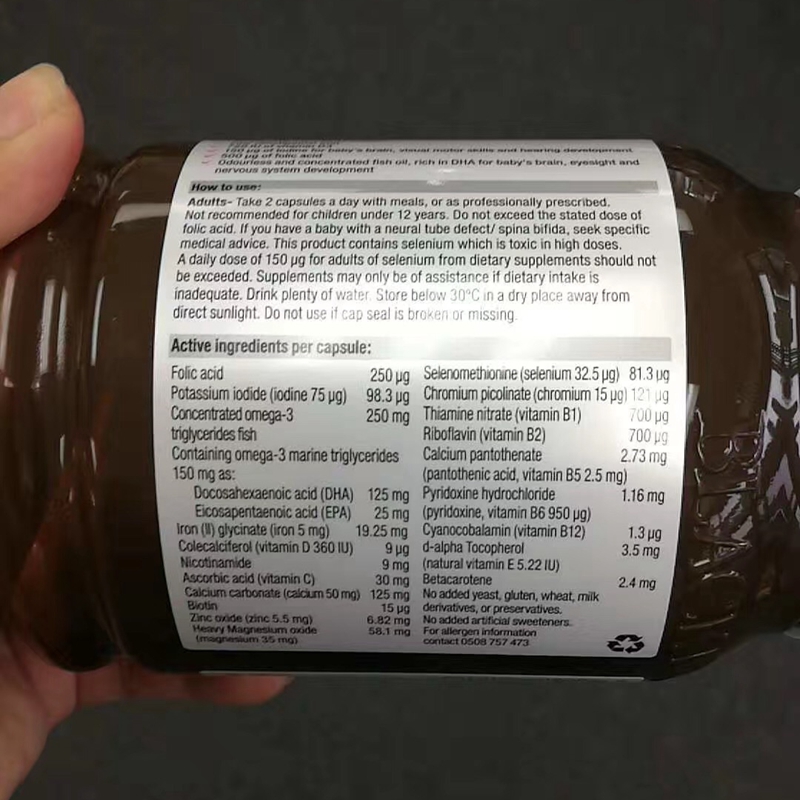 150 µg of iodine for baby's brain, visual motor skills and hearing development
500 µg of folic acid
Odourless and concentrated fish oil, rich in DHA for baby's brain, eyesight and
nervous system development
How to use:
Adults- Take 2 capsules a day with meals, or as professionally prescribed.
Not recommended for children under 12 years. Do not exceed the stated dose of
folic acid. If you have a baby with a neural tube defect/ spina bifida, seek specific
medical advice. This product contains selenium which is toxic in high doses.
A daily dose of 150 µg for adults of selenium from dietary supplements should not
be exceeded. Supplements may only be of assistance if dietary intake is
inadequate. Drink plenty of water. Store below 30°C in a dry place away from
direct sunlight. Do not use if cap seal is broken or missing.
Active ingredients per capsule:
Folic acid 250 µg
Potassium iodide (iodine 75 µg) 98.3 µg
Concentrated omega-3 250 mg
triglycerides fish
Containing omega-3 marine triglycerides
150 mg as:
Docosahexaenoic acid (DHA) 125 mg
Eicosapentaenoic acid (EPA) 25 mg
Iron (II) glycinate (iron 5 mg) 19.25 mg
Colecalciferol (vitamin D 360 IU) 9 µg
Nicotinamide 9 mg
Ascorbic acid (vitamin C) 30 mg
Calcium carbonate (calcium 50 mg) 125 mg
Biotin 15 µg
Zinc oxide (zinc 5.5 mg) 6.82 mg
Heavy Magnesium oxide 58.1 mg
(magnesium 35 mg)
Selenomethionine (selenium 32.5 µg) 81.3 µg
Chromium picolinate (chromium 15 µg) 121 µg
Thiamine nitrate (vitamin B1) 700 µg
Riboflavin (vitamin B2) 700 µg
Calcium pantothenate 2.73 mg
(pantothenic acid, vitamin B5 2.5 mg)
Pyridoxine hydrochloride 1.16 mg
(pyridoxine, vitamin B6 950 µg)
Cyanocobalamin (vitamin B12) 1.3 µg
d-alpha Tocopherol 3.5 mg
(natural vitamin E 5.22 IU)
Betacarotene 2.4 mg
No added yeast, gluten, wheat, milk
derivatives, or preservatives.
No added artificial sweeteners.
For allergen information
contact 0508 757 473